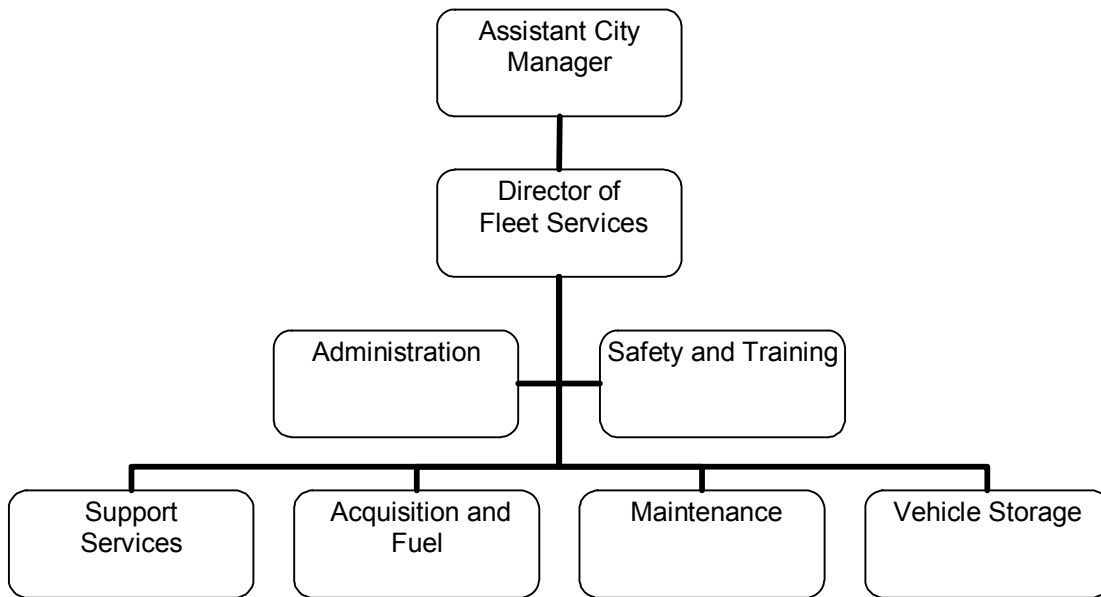 Assistant City
Manager
Director of
Fleet Services
Administration
Safety and Training
Support
Services
Acquisition and
Fuel
Maintenance
Vehicle Storage